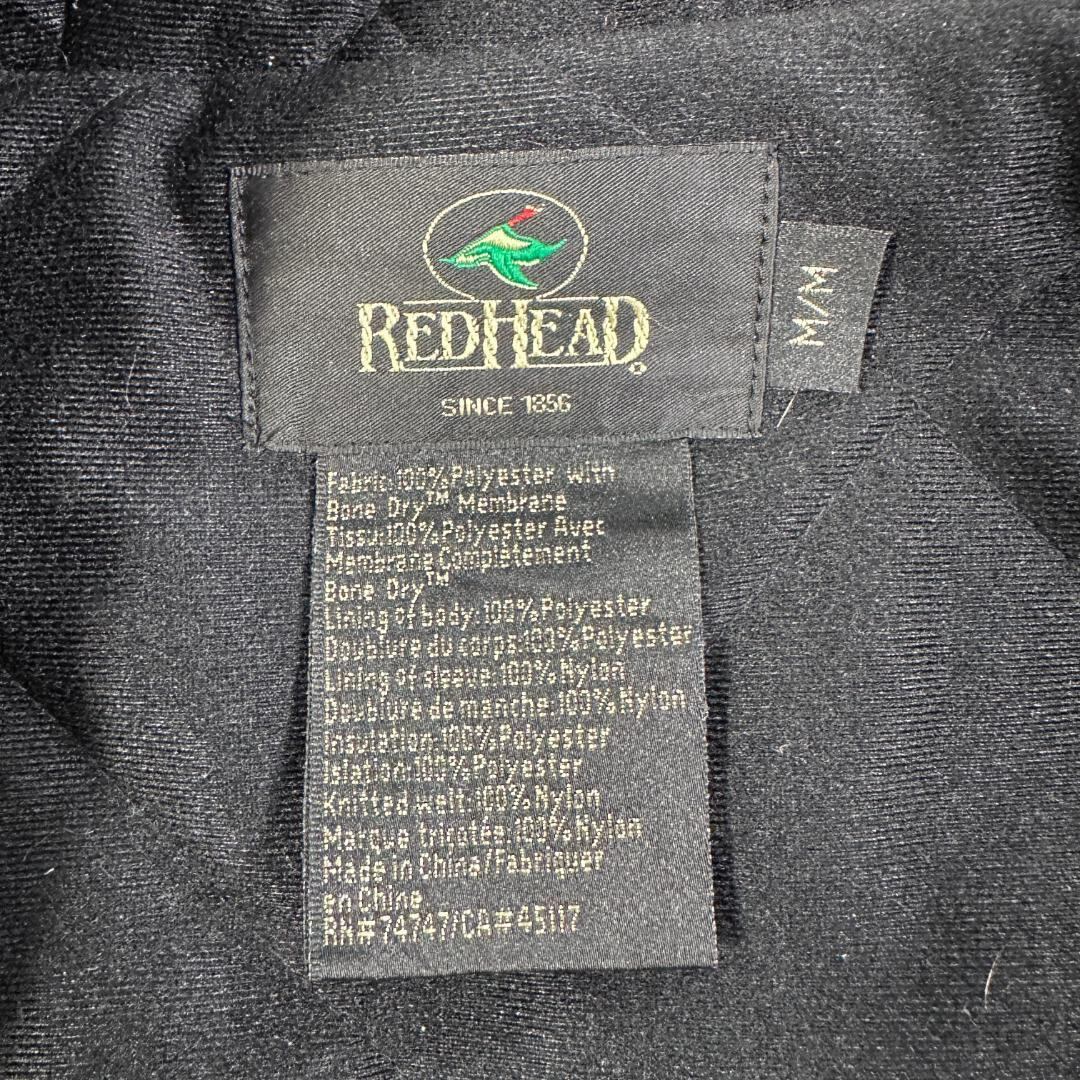 REDHEAD®
SINCE 1856
M/M
Fabric:100%Polyester with
Bone Dry™ Membrane
Tissu:100%Polyester Avec
Membrane Complètement
Bone Dry™
Lining of body:100%Polyester
Doublure du corps:100%Polyester
Lining of sleeve:100%Nylon
Doublure de manche:100%Nylon
Insulation:100%Polyester
Islation:100%Polyester
Knitted welt:100%Nylon
Marque tricotée:100%Nylon
Made in China/Fabriquer
en Chine
RN#74747/CA#45117